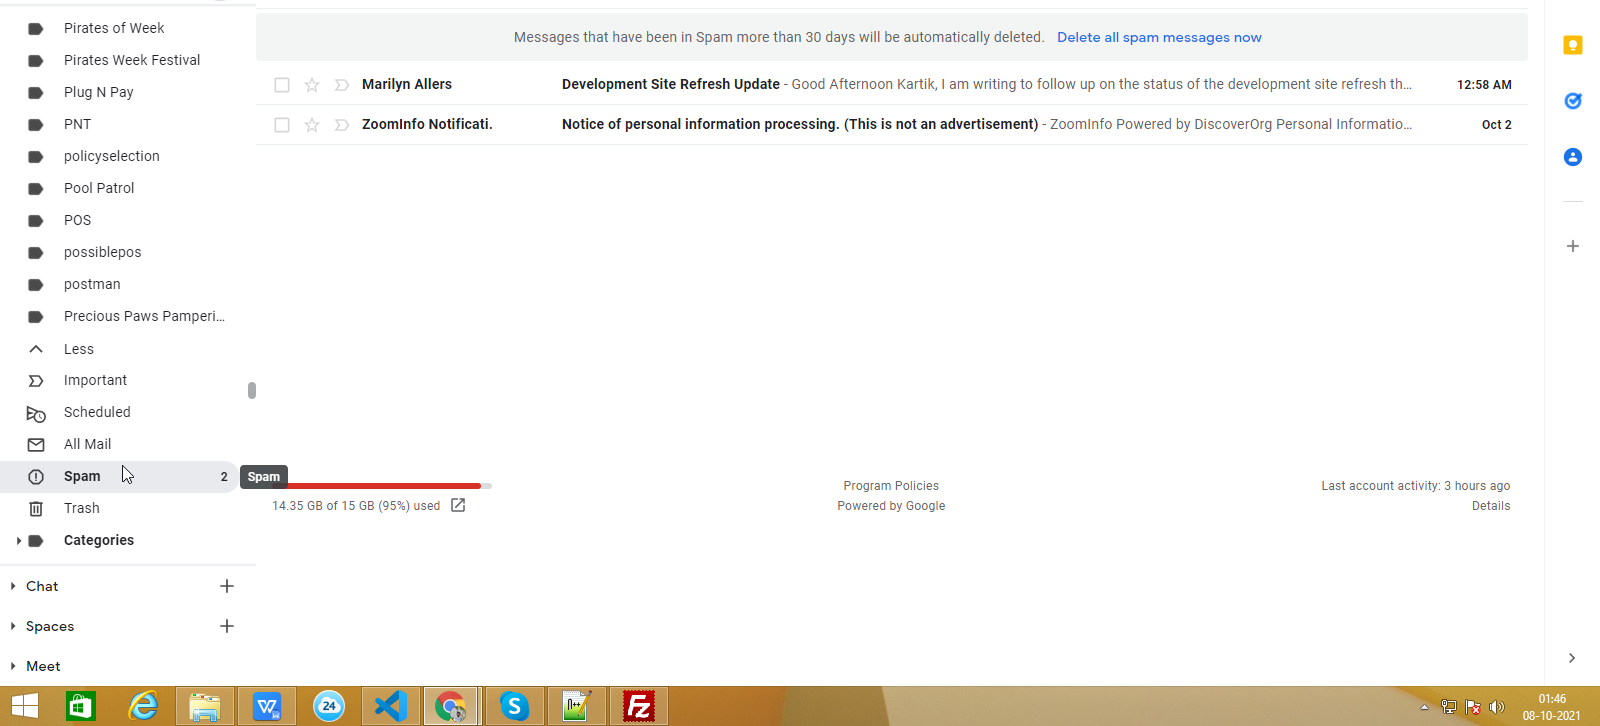 Pirates of Week
Pirates Week Festival
Plug N Pay
PNT
policyselection
Pool Patrol
POS
possiblepos
postman
Precious Paws Pamperi...
Less
Important
Scheduled
All Mail
Spam 2
Spam
Trash
Categories
Chat
Spaces
Meet
Messages that have been in Spam more than 30 days will be automatically deleted. Delete all spam messages now
Marilyn Allers Development Site Refresh Update - Good Afternoon Kartik, I am writing to follow up on the status of the development site refresh th... 12:58 AM
ZoomInfo Notificati. Notice of personal information processing. (This is not an advertisement) - ZoomInfo Powered by DiscoverOrg Personal Informatio... Oct 2
14.35 GB of 15 GB (95%) used
Program Policies
Powered by Google
Last account activity: 3 hours ago
Details
24
n++
01:46
08-10-2021